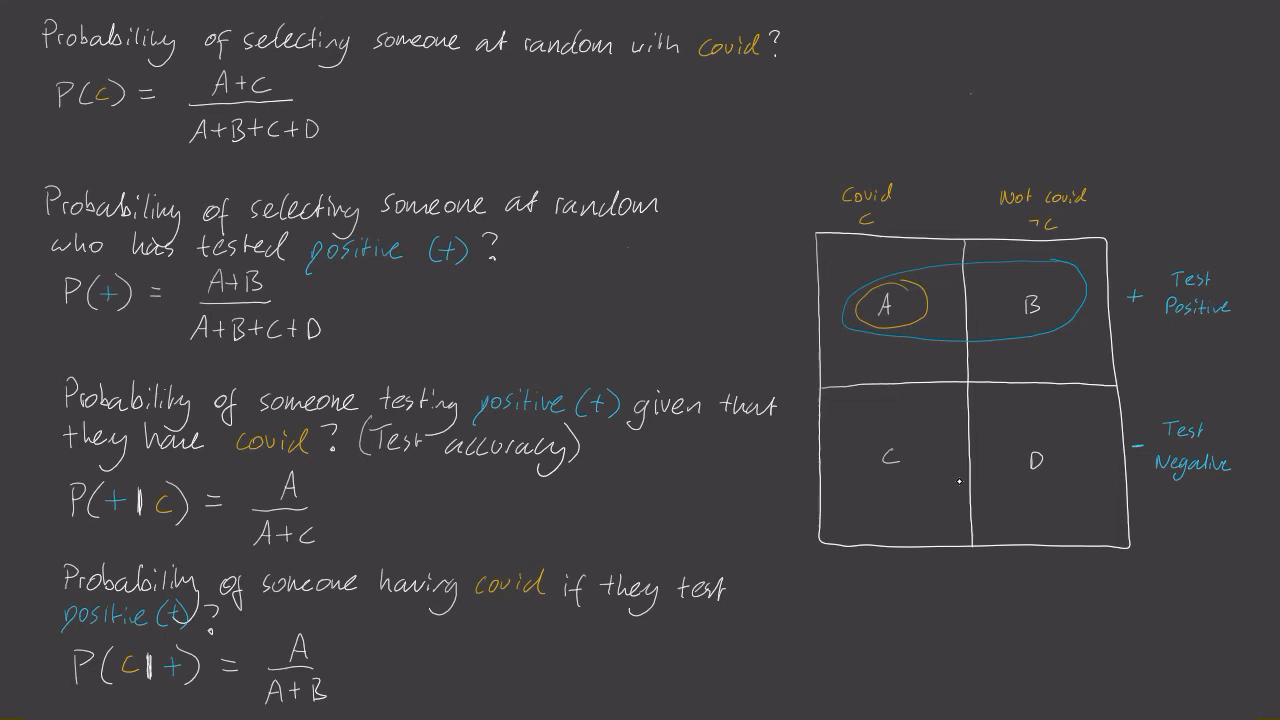 Probability of selecting someone at random with covid?
P(C) = A+C
A+B+C+D
Probability of selecting someone at random
who has tested positive (+)?
P(+) = A+B
A+B+C+D
Probability of someone testing positive (+) given that
they have covid? (Test accuracy)
P(+|C) = A
A+C
Probability of someone having covid if they test
positive (+)?
P(C|+) = A
A+B
Covid Not covid
C ¬C
A B + Test
Positive
C D - Test
Negative